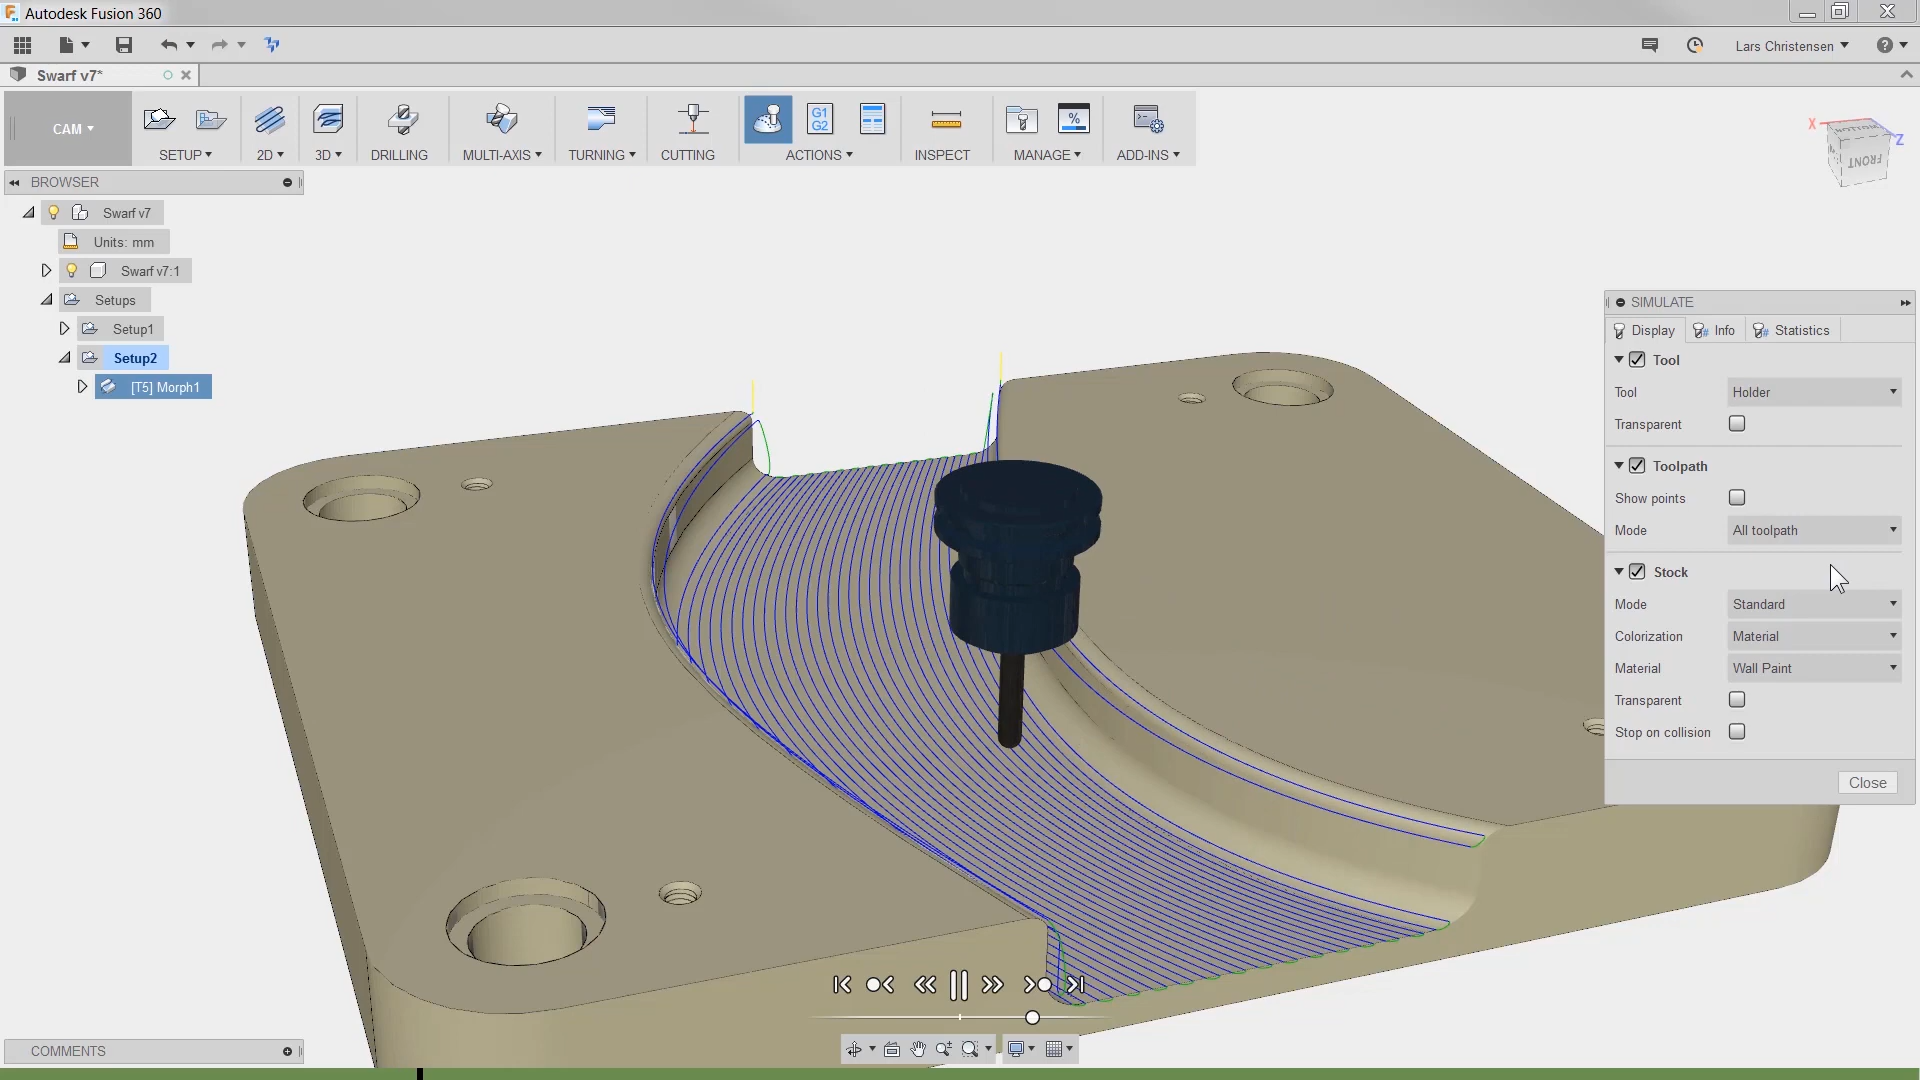 Autodesk Fusion 360
Lars Christensen
Swarf v7*
CAM
SETUP
2D
3D
DRILLING
MULTI-AXIS
TURNING
CUTTING
G1
G2
ACTIONS
INSPECT
%
MANAGE
ADD-INS
X
Z
BOTTOM
FRONT
BROWSER
Swarf v7
Units: mm
Swarf v7:1
Setups
Setup1
Setup2
[T5] Morph1
SIMULATE
Display
Info
Statistics
Tool
Tool
Holder
Transparent
Toolpath
Show points
Mode
All toolpath
Stock
Mode
Standard
Colorization
Material
Material
Wall Paint
Transparent
Stop on collision
Close
COMMENTS